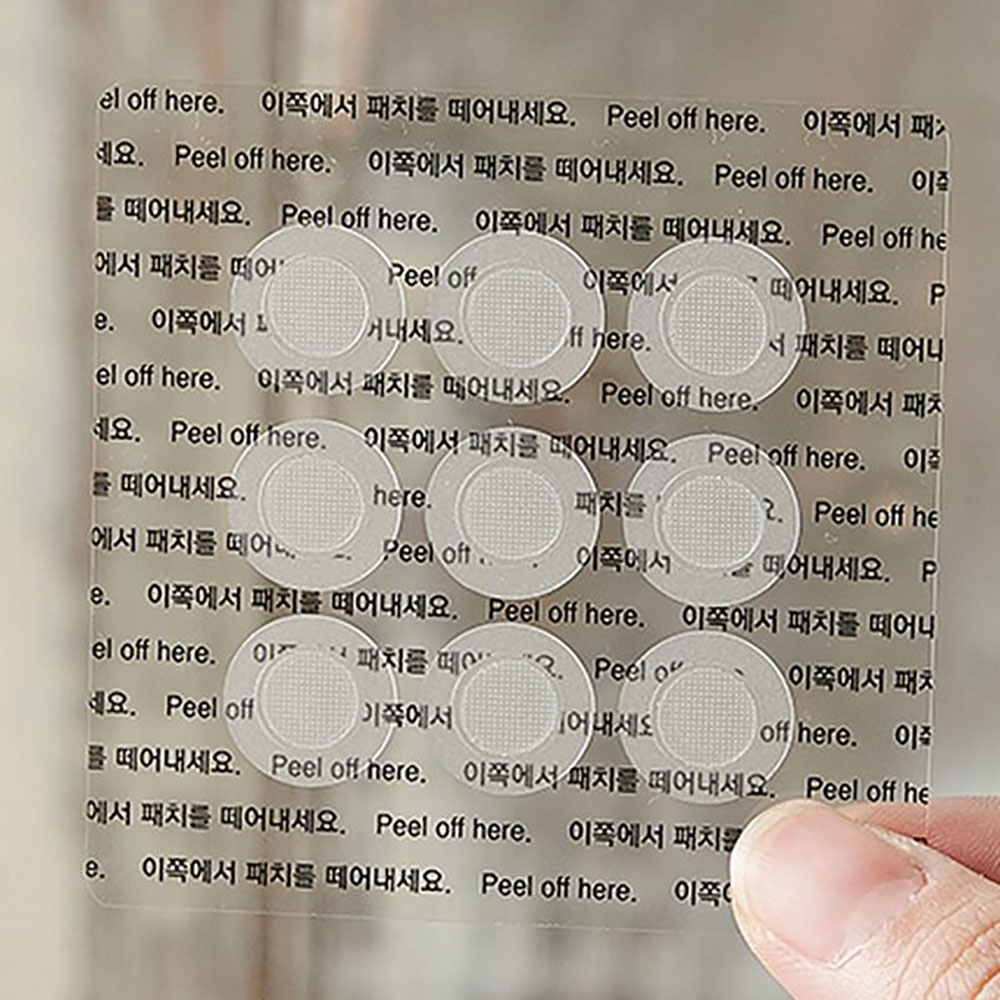 el off here. 이쪽에서 패치를 떼어내세요. Peel off here. 이쪽에서
세요. Peel off here. 이쪽에서 패치를 떼어내세요. Peel off here.
를 떼어내세요. Peel off here. 이쪽에서 패치를 떼어내세요. Peel off he
에서 패치를 Peel 이쪽에서 떼어내세요. P
e. 이쪽에서 어내세요. here. 패치를 떼어내
el off here. 이쪽에서 패치를 떼어내세요. Peel off here. 이쪽에서 패치
세요. Peel off here. 이쪽에서 패치를 떼어내세요. Peel off here.
를 떼어내세요. here. 패치를 Peel off he
에서 패치를 Peel off 이쪽에서 떼어내세요. P
e. 이쪽에서 패치를 떼어내세요. Peel off here. 이쪽에서 패치를 떼어내
el off here. 패치를 Peel 이쪽에서 패치
세요. Peel off 이쪽에서 어내세요 off here.
를 떼어내세요. Peel off here. 이쪽에서 패치를 떼어내세요. Peel off he
에서 패치를 떼어내세요. Peel off here. 이쪽에서 패치를
e. 이쪽에서 패치를 떼어내세요. Peel off here. 이쪽